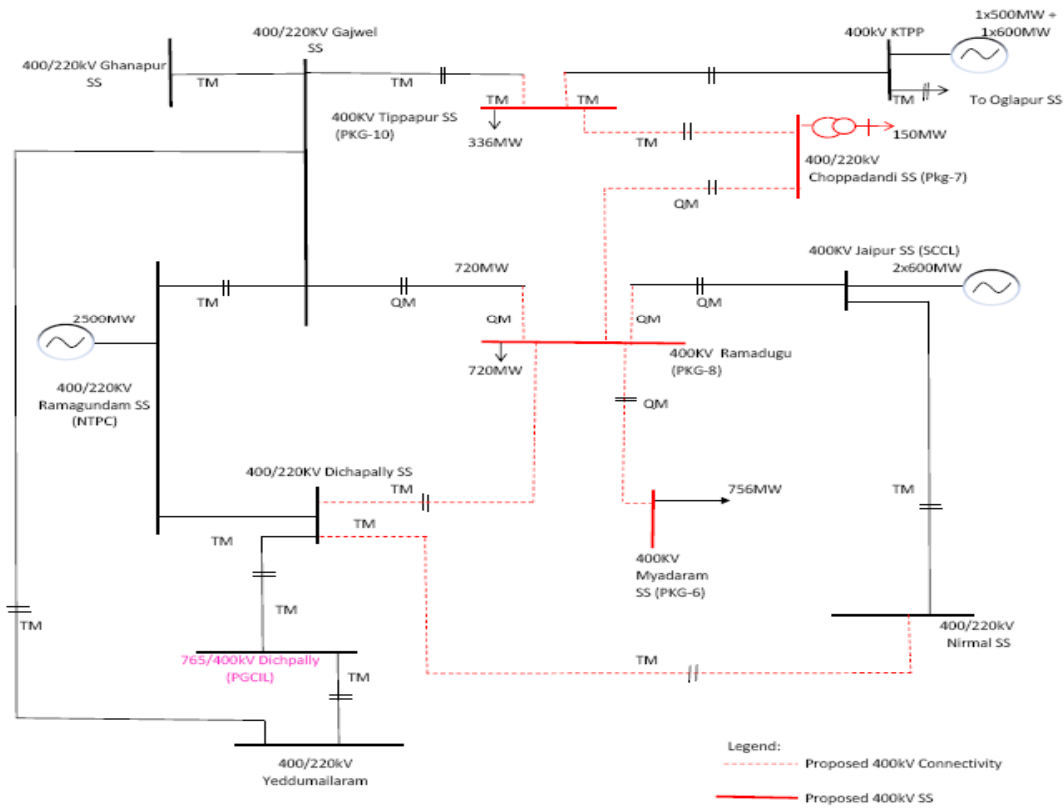 1x500MW +
1x600MW
400/220KV Gajwel
SS
400kV KTPP
400/220kV Ghanapur
SS
TM
TM
TM
TM
TM
To Oglapur SS
400KV Tippapur SS
(PKG-10)
336MW
TM
150MW
400/220kV
Choppadandi SS (Pkg-7)
QM
400KV Jaipur SS (SCCL)
2x600MW
720MW
TM
QM
QM
2500MW
QM
QM
720MW
400KV Ramadugu
(PKG-8)
400/220KV
Ramagundam SS
(NTPC)
QM
400/220KV Dichapally SS
TM
756MW
TM
TM
TM
400KV
Myadaram
SS (PKG-6)
TM
TM
400/220kV
Nirmal SS
765/400kV Dichpally
(PGCIL)
TM
TM
400/220kV
Yeddumailaram
Legend:
Proposed 400kV Connectivity
Proposed 400kV SS